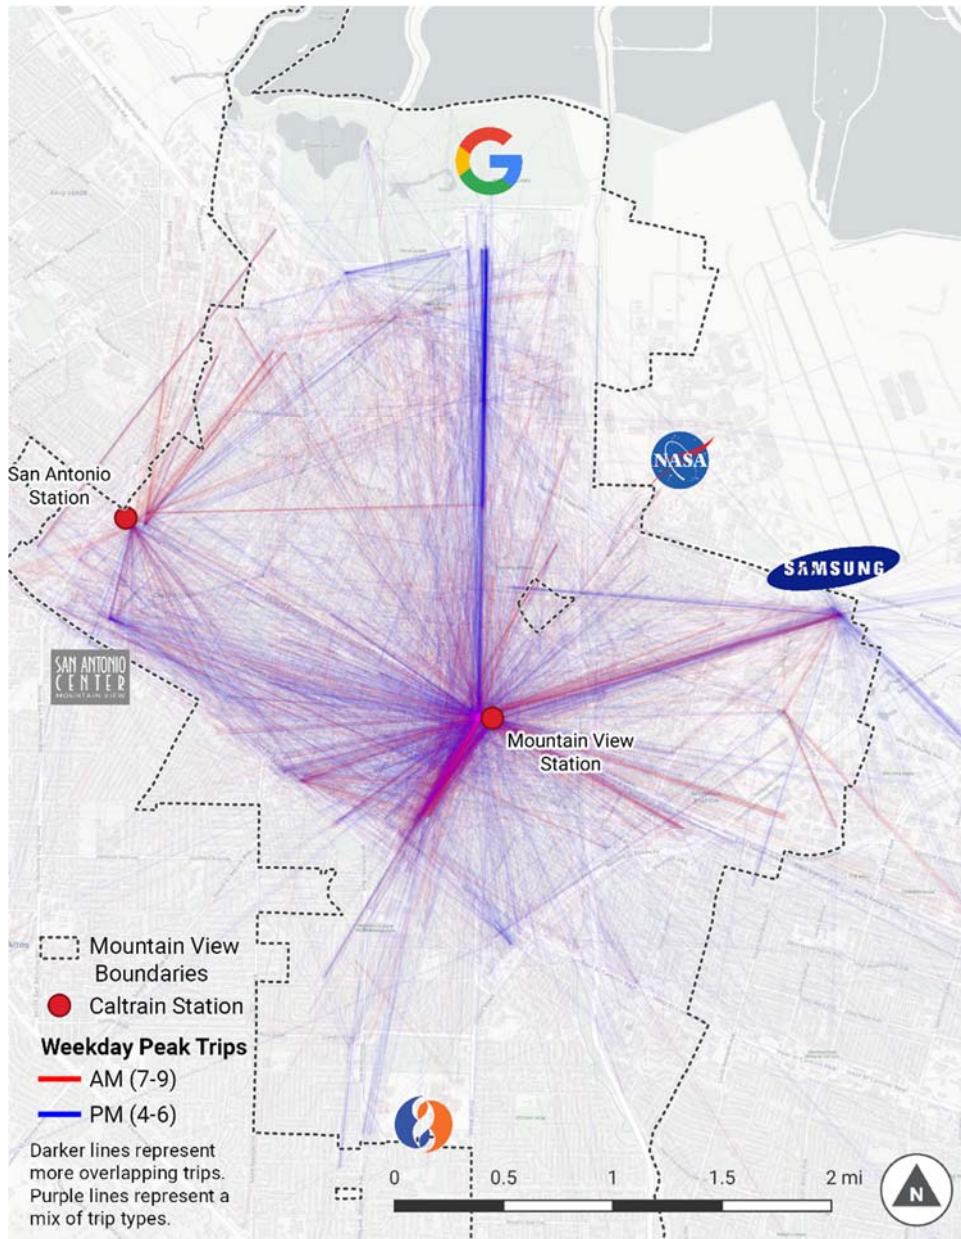 NASA
San Antonio
Station
SAMSUNG
SAN ANTONIO
CENTER
MOUNTAIN VIEW
Mountain View
Station
Mountain View
Boundaries
Caltrain Station
Weekday Peak Trips
AM (7-9)
PM (4-6)
Darker lines represent
more overlapping trips.
Purple lines represent a
mix of trip types.
0 0.5 1 1.5 2 mi
N